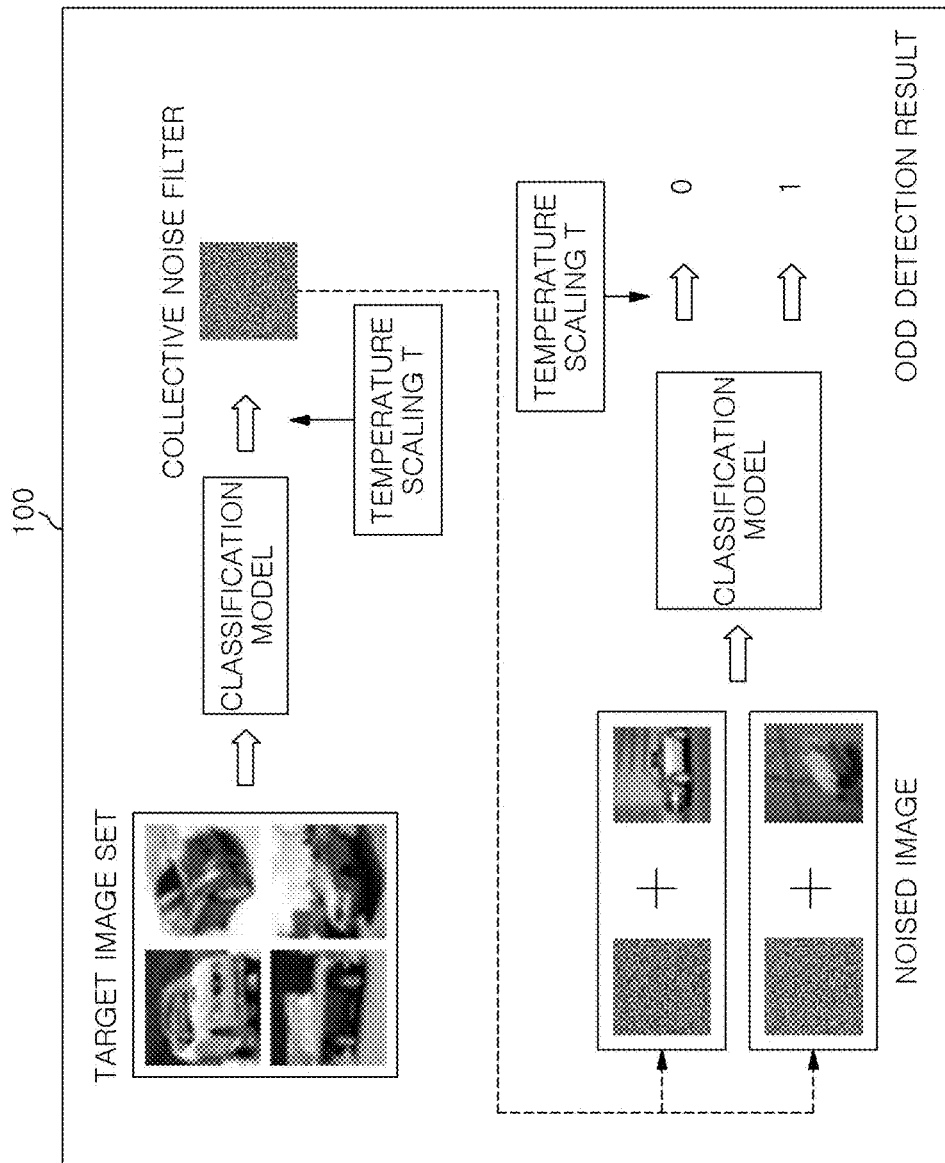 100
TARGET IMAGE SET
CLASSIFICATION
MODEL
COLLECTIVE NOISE FILTER
TEMPERATURE
SCALING T
NOISED IMAGE
CLASSIFICATION
MODEL
TEMPERATURE
SCALING T
0
1
ODD DETECTION RESULT